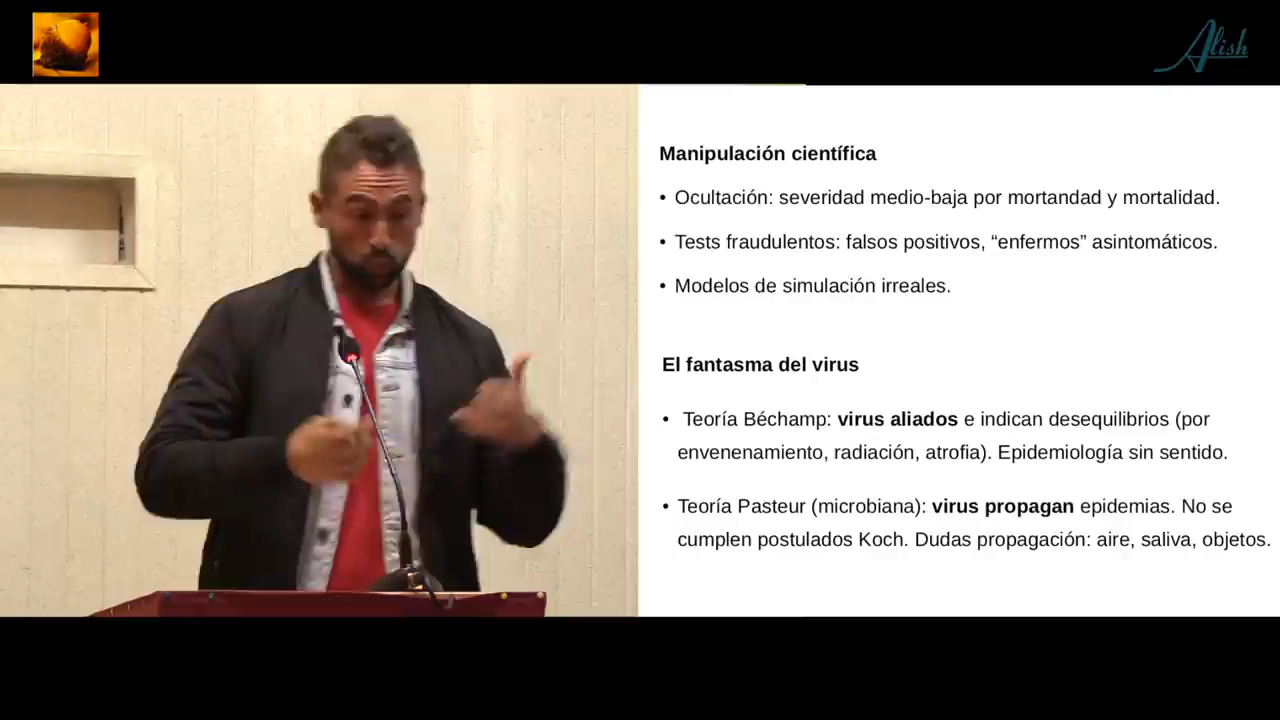 Alish
Manipulación científica
• Ocultación: severidad medio-baja por mortandad y mortalidad.
• Tests fraudulentos: falsos positivos, “enfermos” asintomáticos.
• Modelos de simulación irreales.
El fantasma del virus
• Teoría Béchamp: virus aliados e indican desequilibrios (por
envenenamiento, radiación, atrofia). Epidemiología sin sentido.
• Teoría Pasteur (microbiana): virus propagan epidemias. No se
cumplen postulados Koch. Dudas propagación: aire, saliva, objetos.